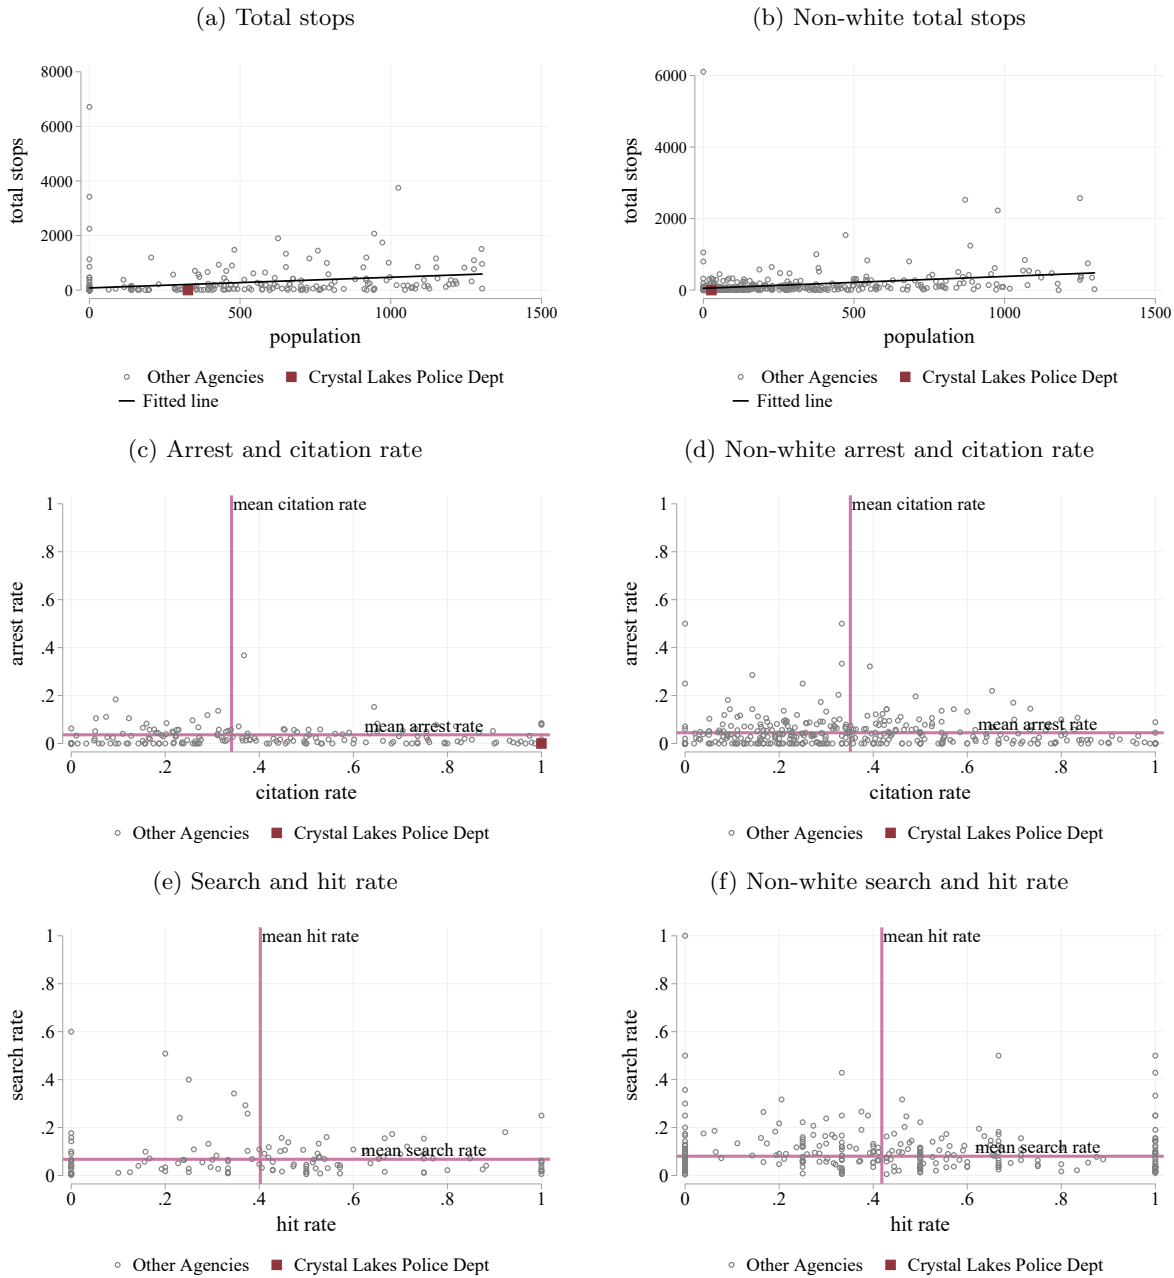 (a) Total stops
(b) Non-white total stops
8000
6000
4000
2000
0
total stops
0
500
1000
1500
population
Other Agencies
Crystal Lakes Police Dept
Fitted line
6000
4000
2000
0
total stops
0
500
1000
1500
population
Other Agencies
Crystal Lakes Police Dept
Fitted line
(c) Arrest and citation rate
(d) Non-white arrest and citation rate
1
.8
.6
.4
.2
0
arrest rate
mean citation rate
mean arrest rate
0
.2
.4
.6
.8
1
citation rate
Other Agencies
Crystal Lakes Police Dept
1
.8
.6
.4
.2
0
arrest rate
mean citation rate
mean arrest rate
0
.2
.4
.6
.8
1
citation rate
Other Agencies
Crystal Lakes Police Dept
(e) Search and hit rate
(f) Non-white search and hit rate
1
.8
.6
.4
.2
0
search rate
mean hit rate
mean search rate
0
.2
.4
.6
.8
1
hit rate
Other Agencies
Crystal Lakes Police Dept
1
.8
.6
.4
.2
0
search rate
mean hit rate
mean search rate
0
.2
.4
.6
.8
1
hit rate
Other Agencies
Crystal Lakes Police Dept